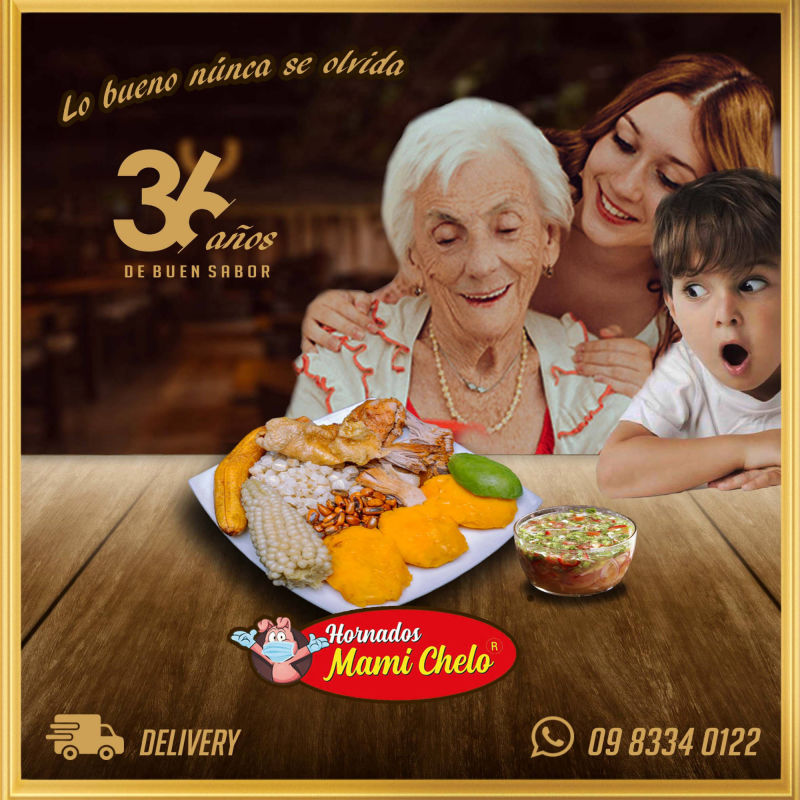 Lo bueno núnca se olvida
36
años
DE BUEN SABOR
Hornados
Mami Chelo
R
DELIVERY
09 8334 0122